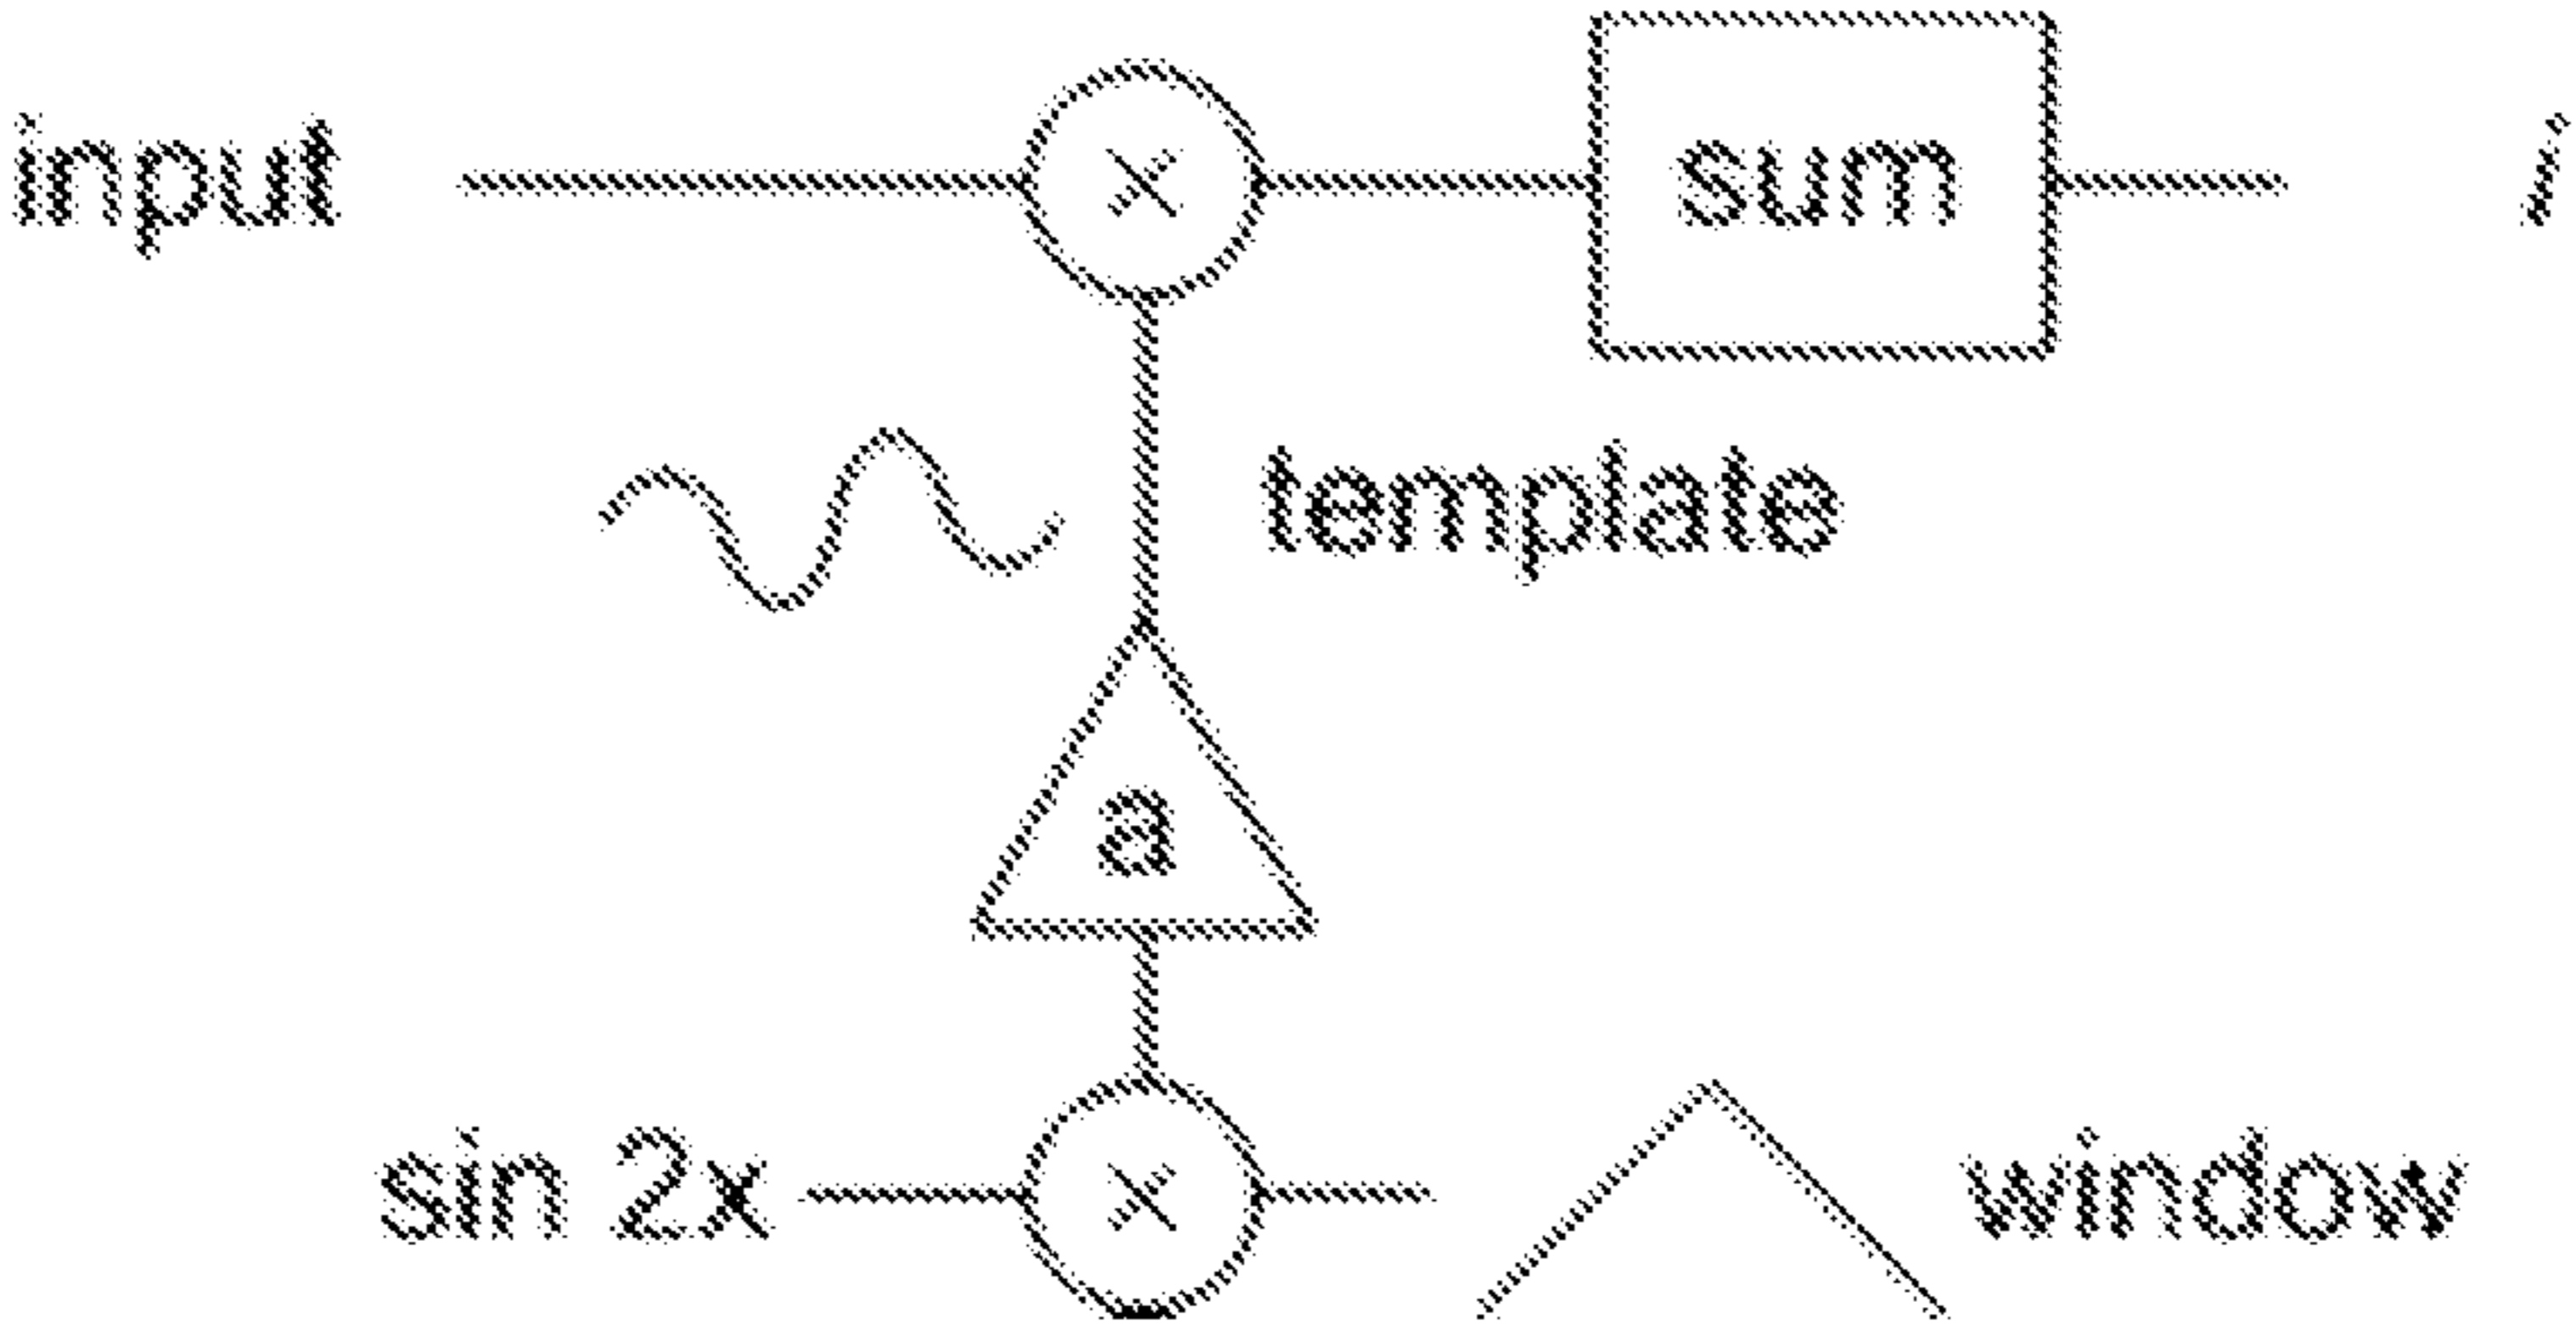 input × sum i
template
a
sin 2x × window